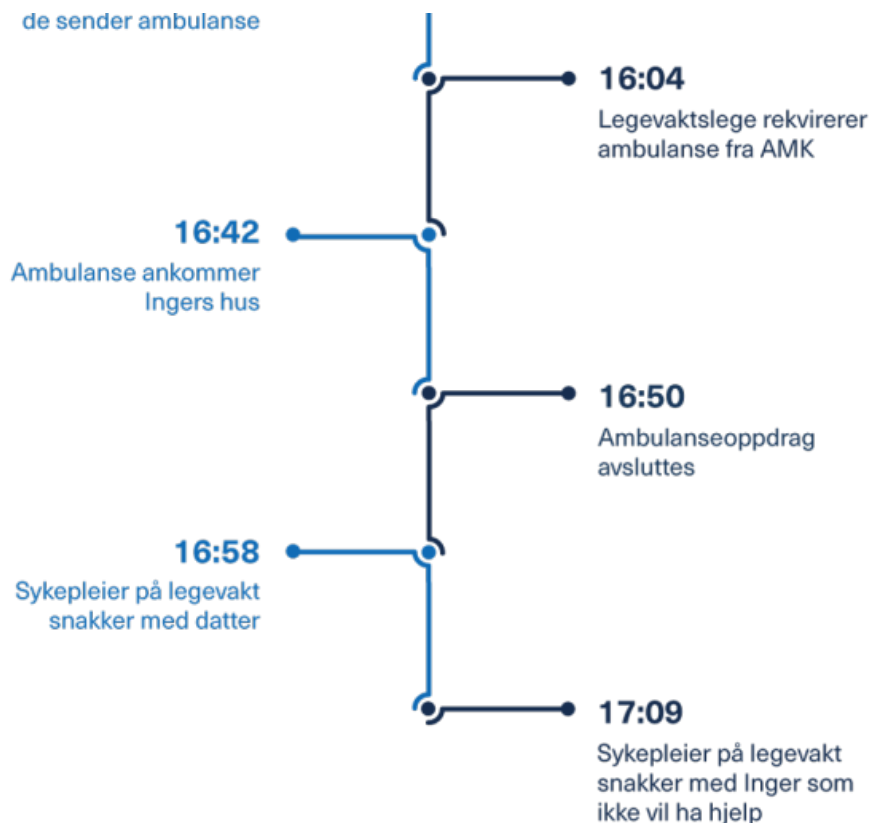 de sender ambulanse
16:04
Legevaktslege rekvirerer
ambulanse fra AMK
16:42
Ambulanse ankommer
Ingers hus
16:50
Ambulanseoppdrag
avsluttes
16:58
Sykepleier på legevakt
snakker med datter
17:09
Sykepleier på legevakt
snakker med Inger som
ikke vil ha hjelp